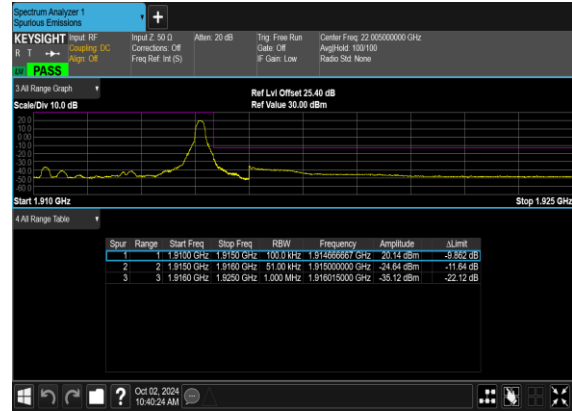 Spectrum Analyzer 1
Spurious Emissions
+
KEYSIGHT Input: RF Input Z: 50 Ω Atten: 20 dB Trig: Free Run Center Freq: 22.005000000 GHz
R T Coupling: DC Corrections: Off Gate: Off Avg|Hold: 100/100
Align: Off Freq Ref: Int (S) IF Gain: Low Radio Std: None
PASS
3 All Range Graph
Ref Lvl Offset 25.40 dB
Scale/Div 10.0 dB Ref Value 30.00 dBm
20.0
10.0
0.00
-10.0
-20.0
-30.0
-40.0
-50.0
-60.0
Start 1.910 GHz Stop 1.925 GHz
4 All Range Table
Spur Range Start Freq Stop Freq RBW Frequency Amplitude ΔLimit
1 1 1.9100 GHz 1.9150 GHz 100.0 kHz 1.914666667 GHz 20.14 dBm -9.862 dB
2 2 1.9150 GHz 1.9160 GHz 51.00 kHz 1.915000000 GHz -24.64 dBm -11.64 dB
3 3 1.9160 GHz 1.9250 GHz 1.000 MHz 1.916015000 GHz -35.12 dBm -22.12 dB
?
Oct 02, 2024
10:40:24 AM